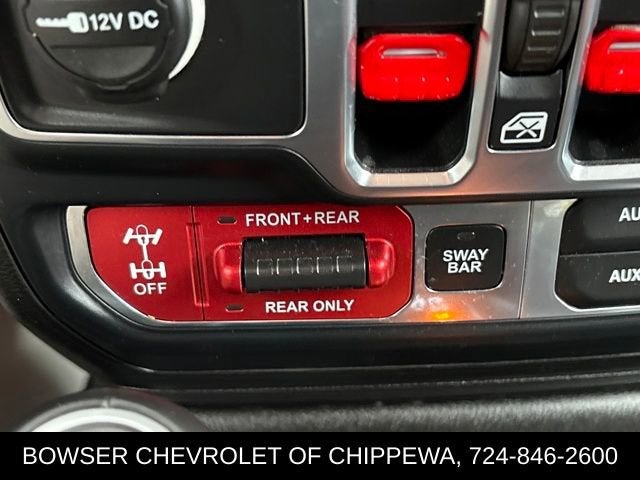 12V DC
FRONT+REAR
OFF
REAR ONLY
SWAY
BAR
AU
AUX
BOWSER CHEVROLET OF CHIPPEWA, 724-846-2600